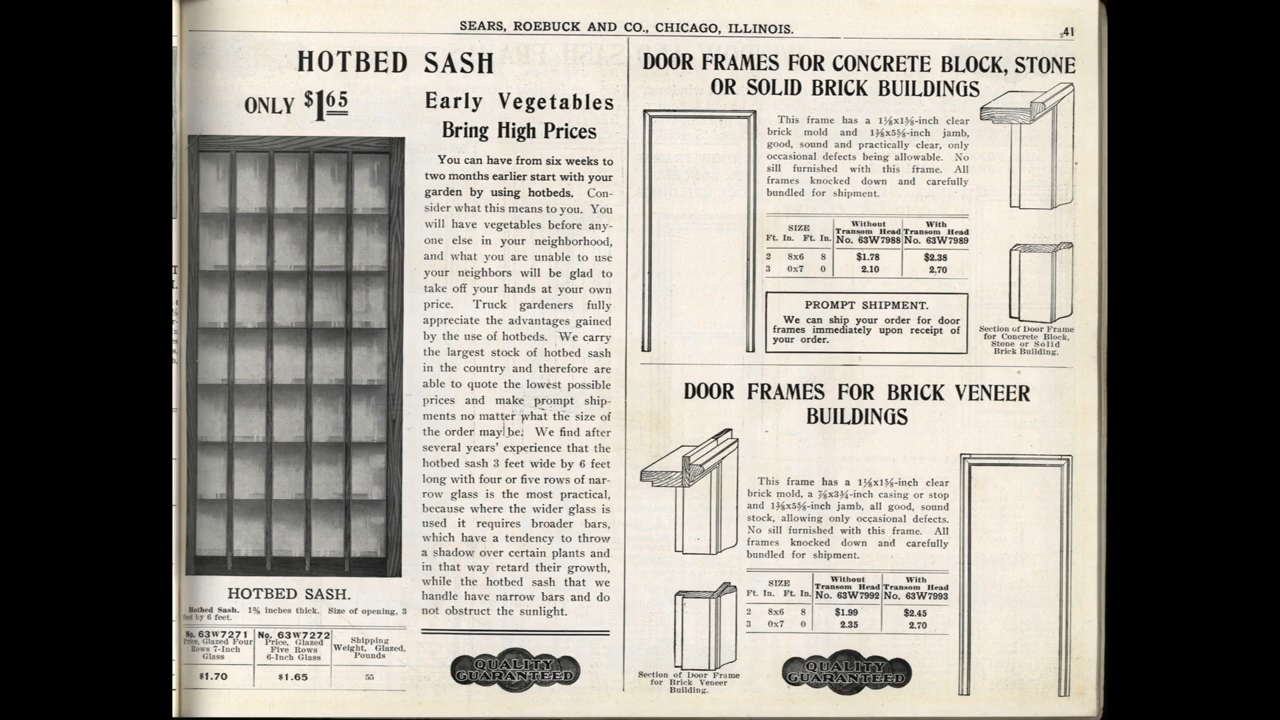 SEARS, ROEBUCK AND CO., CHICAGO, ILLINOIS.
41
HOTBED SASH
ONLY $1.65
HOTBED SASH.
Hotbed Sash. 1⅜ inches thick. Size of opening, 3
feet by 6 feet.
No. 63W7271
Price, Glazed Four
Rows 7-Inch
Glass
No. 63W7272
Price, Glazed
Five Rows
6-Inch Glass
Shipping
Weight, Glazed,
Pounds
$1.70 $1.65 55
Early Vegetables
Bring High Prices
You can have from six weeks to
two months earlier start with your
garden by using hotbeds. Con-
sider what this means to you. You
will have vegetables before any-
one else in your neighborhood,
and what you are unable to use
your neighbors will be glad to
take off your hands at your own
price. Truck gardeners fully
appreciate the advantages gained
by the use of hotbeds. We carry
the largest stock of hotbed sash
in the country and therefore are
able to quote the lowest possible
prices and make prompt ship-
ments no matter what the size of
the order may be. We find after
several years' experience that the
hotbed sash 3 feet wide by 6 feet
long with four or five rows of nar-
row glass is the most practical,
because where the wider glass is
used it requires broader bars,
which have a tendency to throw
a shadow over certain plants and
in that way retard their growth,
while the hotbed sash that we
handle have narrow bars and do
not obstruct the sunlight.
QUALITY
GUARANTEED
DOOR FRAMES FOR CONCRETE BLOCK, STONE
OR SOLID BRICK BUILDINGS
This frame has a 1⅛x1⅝-inch clear
brick mold and 1⅜x5⅝-inch jamb,
good, sound and practically clear, only
occasional defects being allowable. No
sill furnished with this frame. All
frames knocked down and carefully
bundled for shipment.
SIZE
Ft. In. Ft. In.
Without
Transom Head
No. 63W7988
With
Transom Head
No. 63W7989
2 8x6 8 $1.78 $2.38
3 0x7 0 2.10 2.70
PROMPT SHIPMENT.
We can ship your order for door
frames immediately upon receipt of
your order.
Section of Door Frame
for Concrete Block,
Stone or Solid
Brick Building.
DOOR FRAMES FOR BRICK VENEER
BUILDINGS
This frame has a 1⅛x1⅝-inch clear
brick mold, a ⅞x3¾-inch casing or stop
and 1⅜x5⅝-inch jamb, all good, sound
stock, allowing only occasional defects.
No sill furnished with this frame. All
frames knocked down and carefully
bundled for shipment.
SIZE
Ft. In. Ft. In.
Without
Transom Head
No. 63W7992
With
Transom Head
No. 63W7993
2 8x6 8 $1.99 $2.45
3 0x7 0 2.35 2.70
Section of Door Frame
for Brick Veneer
Building.
QUALITY
GUARANTEED